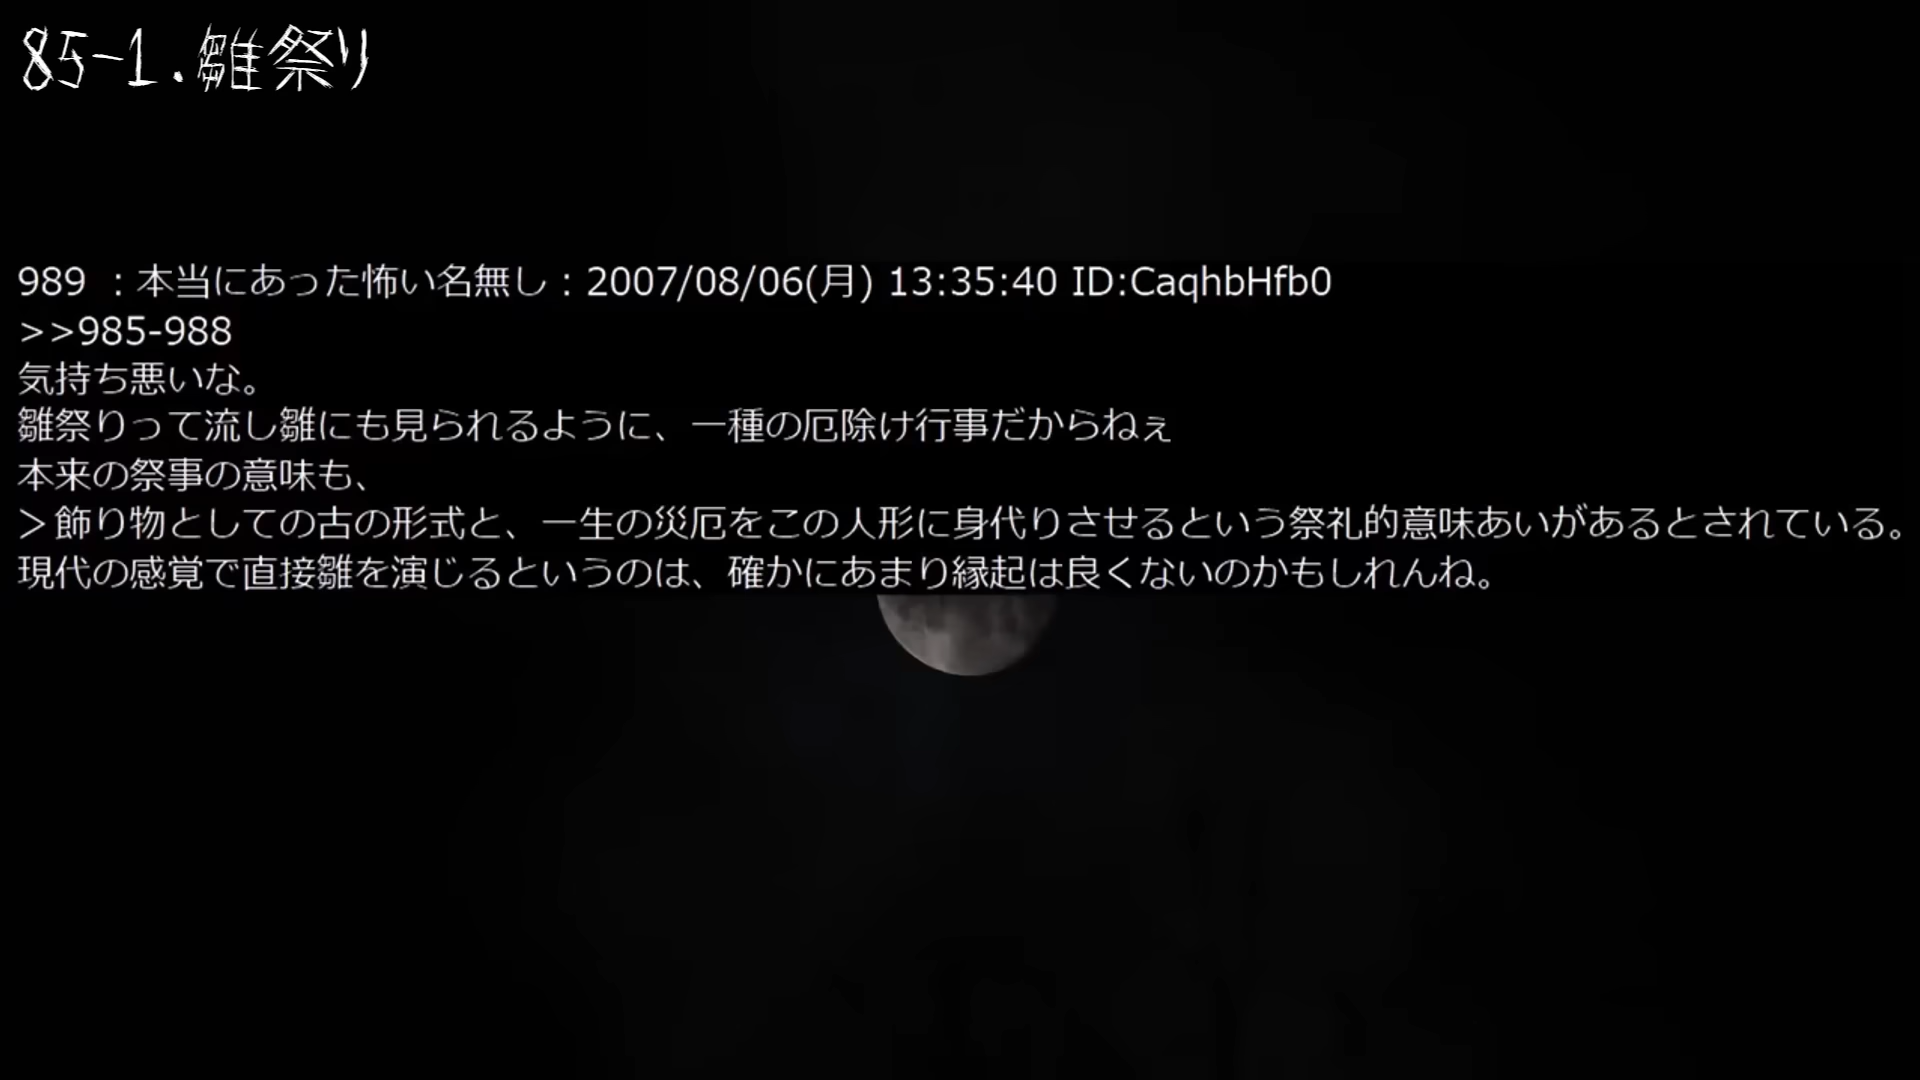 85-1.雛祭り
989 ：本当にあった怖い名無し：2007/08/06(月) 13:35:40 ID:CaqhbHfb0
>>985-988
気持ち悪いな。
雛祭りって流し雛にも見られるように、一種の厄除け行事だからねぇ
本来の祭事の意味も、
＞飾り物としての古の形式と、一生の災厄をこの人形に身代りさせるという祭礼的意味あいがあるとされている。
現代の感覚で直接雛を演じるというのは、確かにあまり縁起は良くないのかもしれんね。